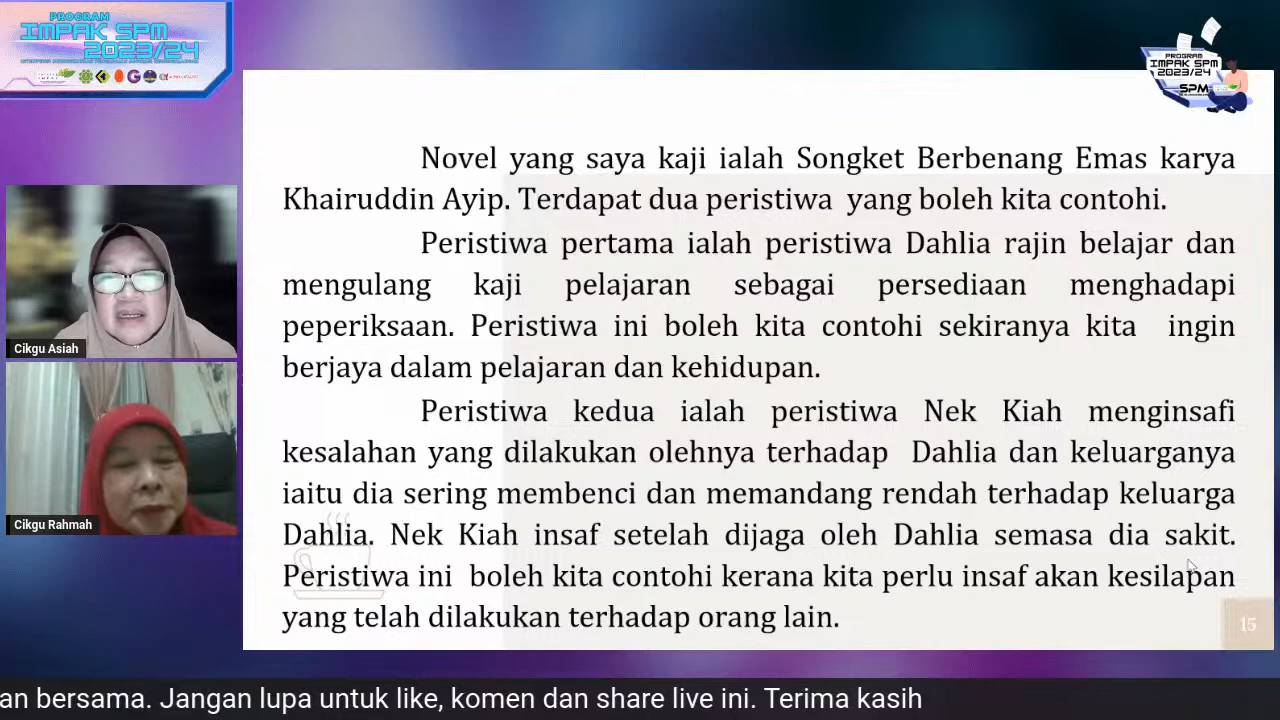 PROGRAM
IMPAK SPM
2023/24
PROGRAM
IMPAK SPM
2023/24
SPM
Novel yang saya kaji ialah Songket Berbenang Emas karya
Khairuddin Ayip. Terdapat dua peristiwa yang boleh kita contohi.
Peristiwa pertama ialah peristiwa Dahlia rajin belajar dan
mengulang kaji pelajaran sebagai persediaan menghadapi
peperiksaan. Peristiwa ini boleh kita contohi sekiranya kita ingin
berjaya dalam pelajaran dan kehidupan.
Peristiwa kedua ialah peristiwa Nek Kiah menginsafi
kesalahan yang dilakukan olehnya terhadap Dahlia dan keluarganya
iaitu dia sering membenci dan memandang rendah terhadap keluarga
Dahlia. Nek Kiah insaf setelah dijaga oleh Dahlia semasa dia sakit.
Peristiwa ini boleh kita contohi kerana kita perlu insaf akan kesilapan
yang telah dilakukan terhadap orang lain.
15
Cikgu Asiah
Cikgu Rahmah
an bersama. Jangan lupa untuk like, komen dan share live ini. Terima kasih